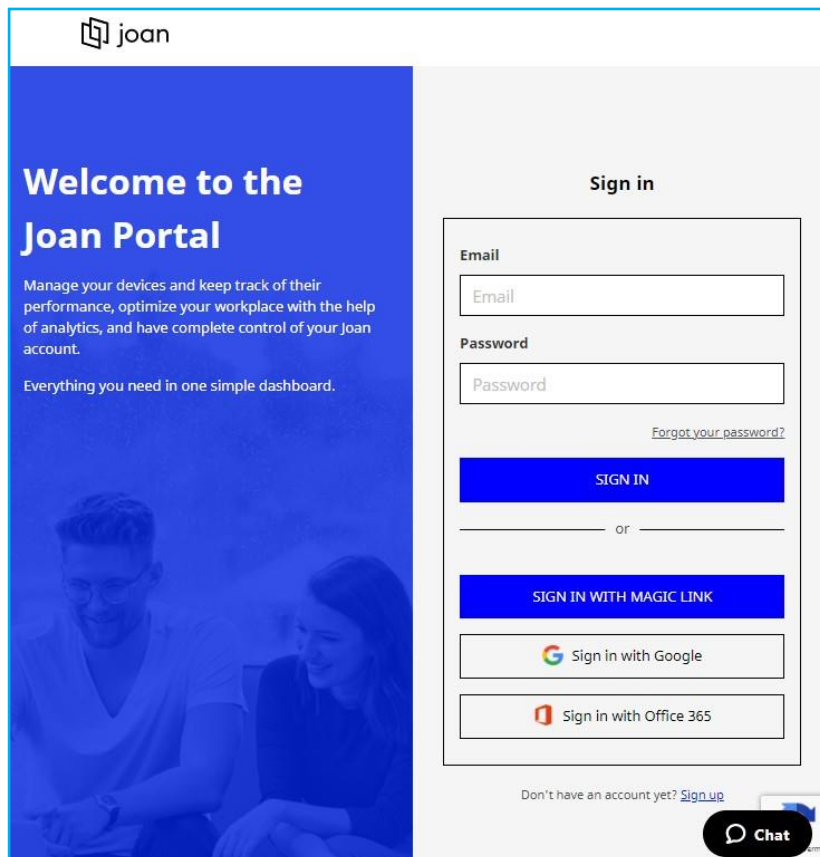 joan
Welcome to the
Joan Portal
Manage your devices and keep track of their
performance, optimize your workplace with the help
of analytics, and have complete control of your Joan
account.
Everything you need in one simple dashboard.
Sign in
Email
Email
Password
Password
Forgot your password?
SIGN IN
or
SIGN IN WITH MAGIC LINK
Sign in with Google
Sign in with Office 365
Don't have an account yet? Sign up
Chat